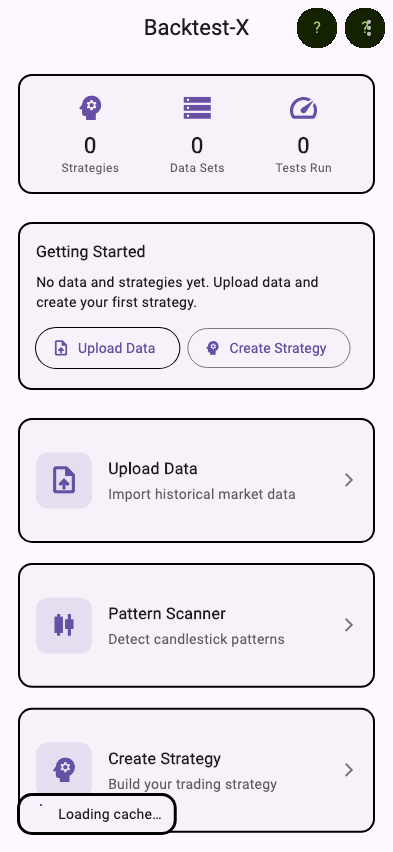 Backtest-X
?
?
0
0
0
Strategies
Data Sets
Tests Run
Getting Started
No data and strategies yet. Upload data and
create your first strategy.
Upload Data
Create Strategy
Upload Data
Import historical market data
Pattern Scanner
Detect candlestick patterns
Create Strategy
Build your trading strategy
Loading cache...